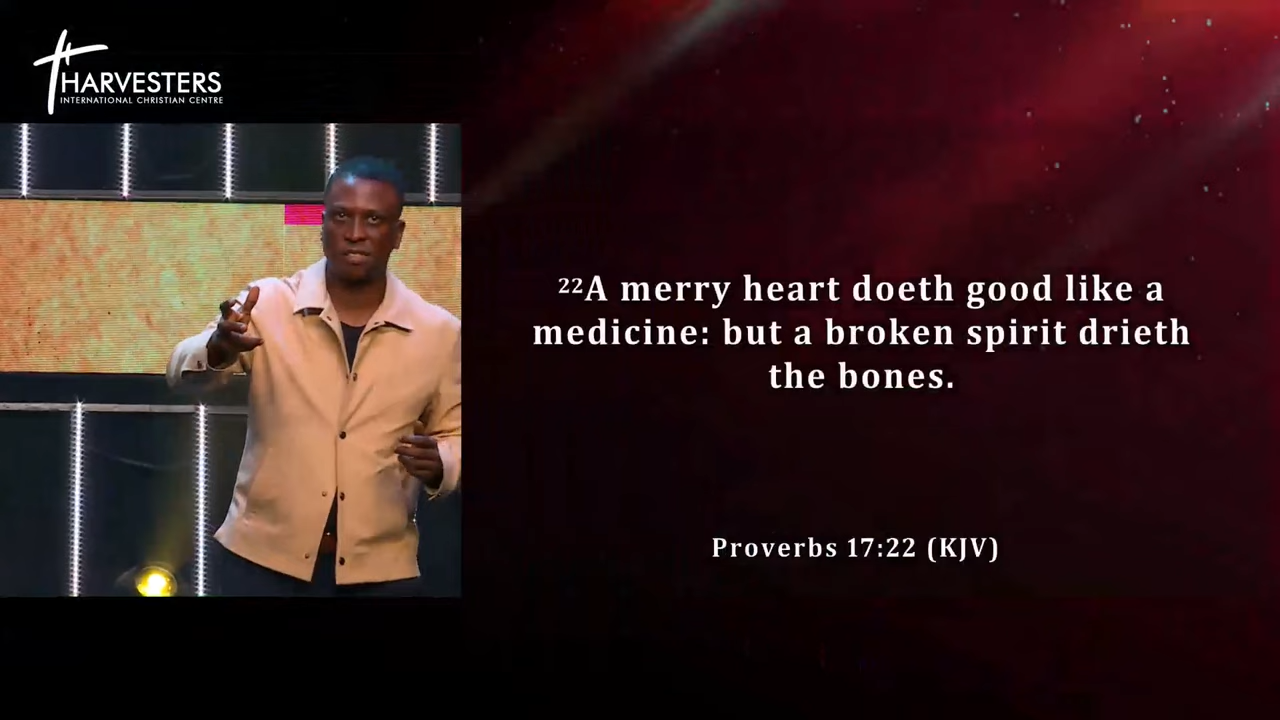 HARVESTERS
INTERNATIONAL CHRISTIAN CENTRE
²²A merry heart doeth good like a
medicine: but a broken spirit drieth
the bones.
Proverbs 17:22 (KJV)